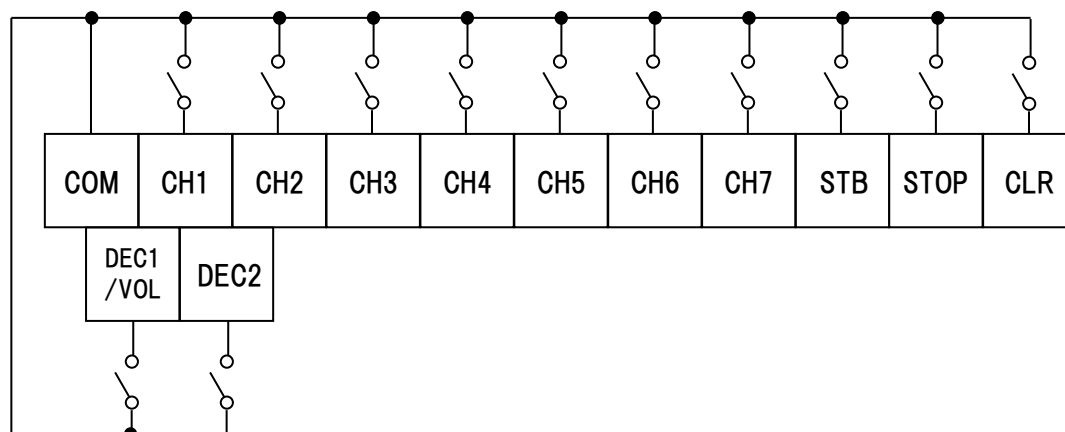 COM CH1 CH2 CH3 CH4 CH5 CH6 CH7 STB STOP CLR
DEC1
/VOL
DEC2